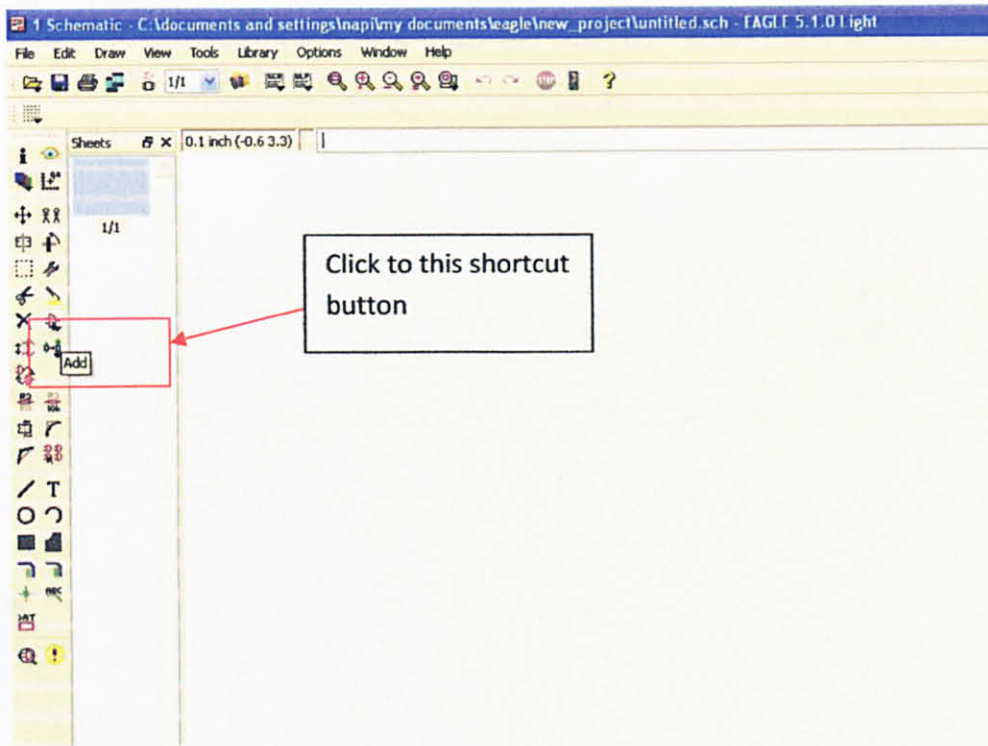 1 Schematic - C:\documents and settings\napi\my documents\eagle\new_project\untitled.sch - EAGLE 5.1.0 Light
File Edit Draw View Tools Library Options Window Help
1/1
Sheets
0.1 inch (-0.6 3.3)
1/1
Click to this shortcut
button
Add
T